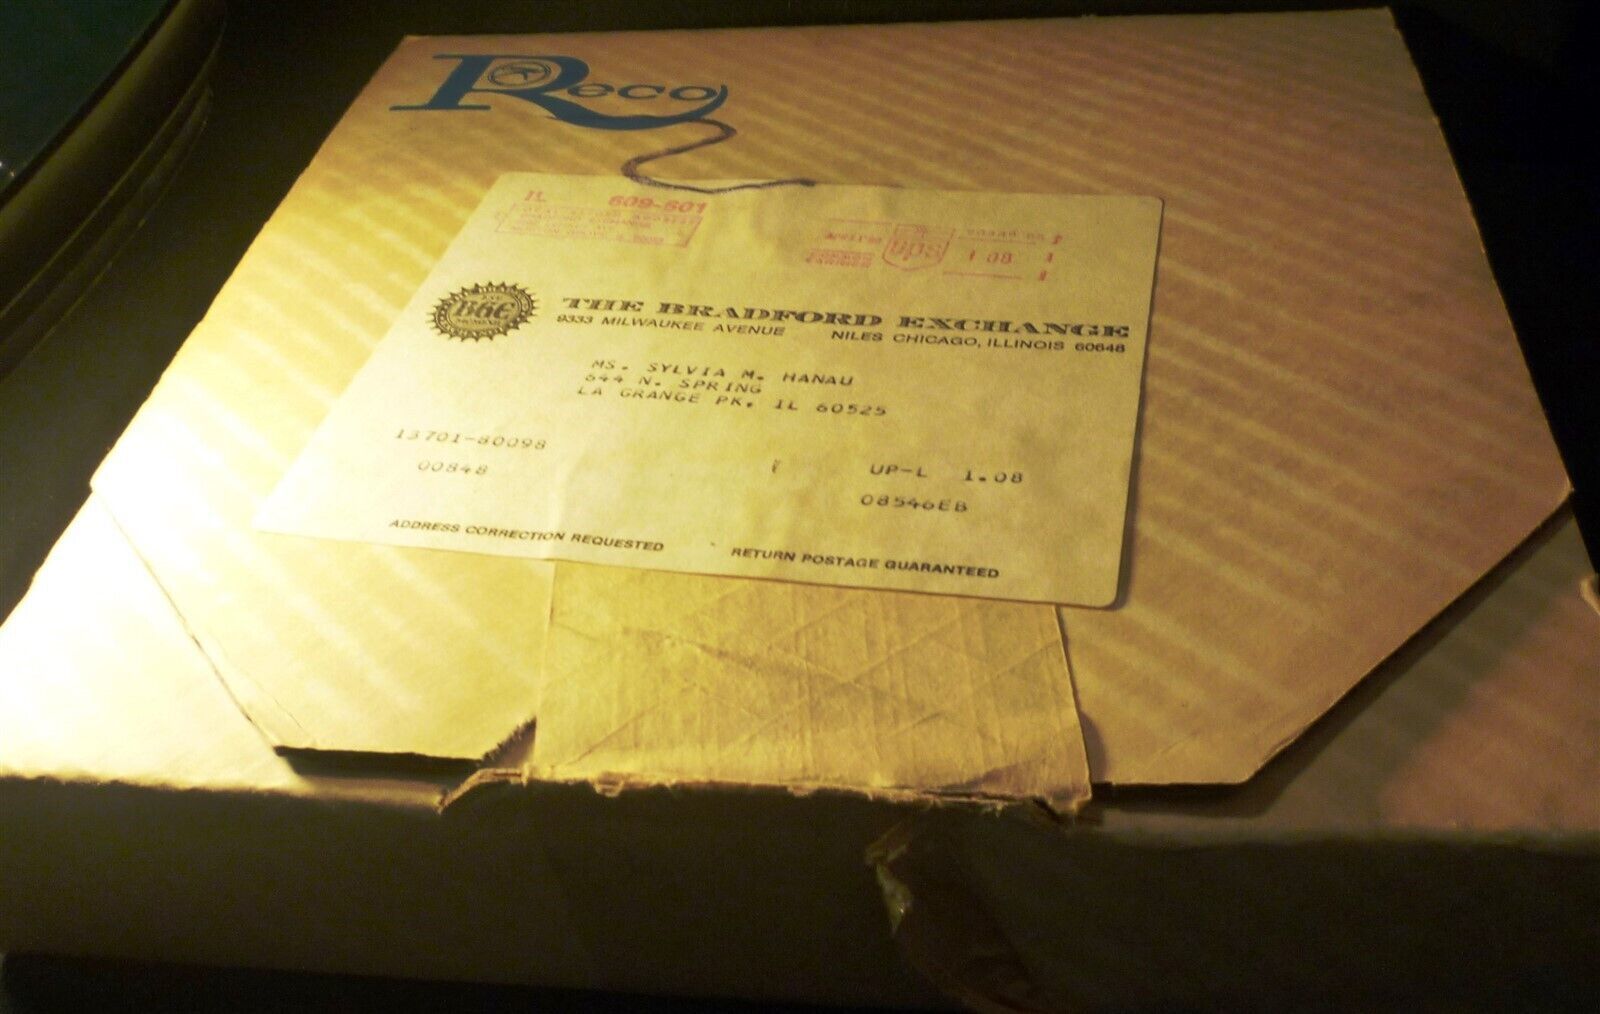 Reco
IL 609-601
ups
1 08
COMMON
CARRIER
B&E
THE BRADFORD EXCHANGE
9333 MILWAUKEE AVENUE NILES CHICAGO, ILLINOIS 60648
MS. SYLVIA M. HANAU
644 N. SPRING
LA GRANGE PK. IL 60525
13701-80098
00848
UP-L 1.08
08546EB
ADDRESS CORRECTION REQUESTED RETURN POSTAGE GUARANTEED